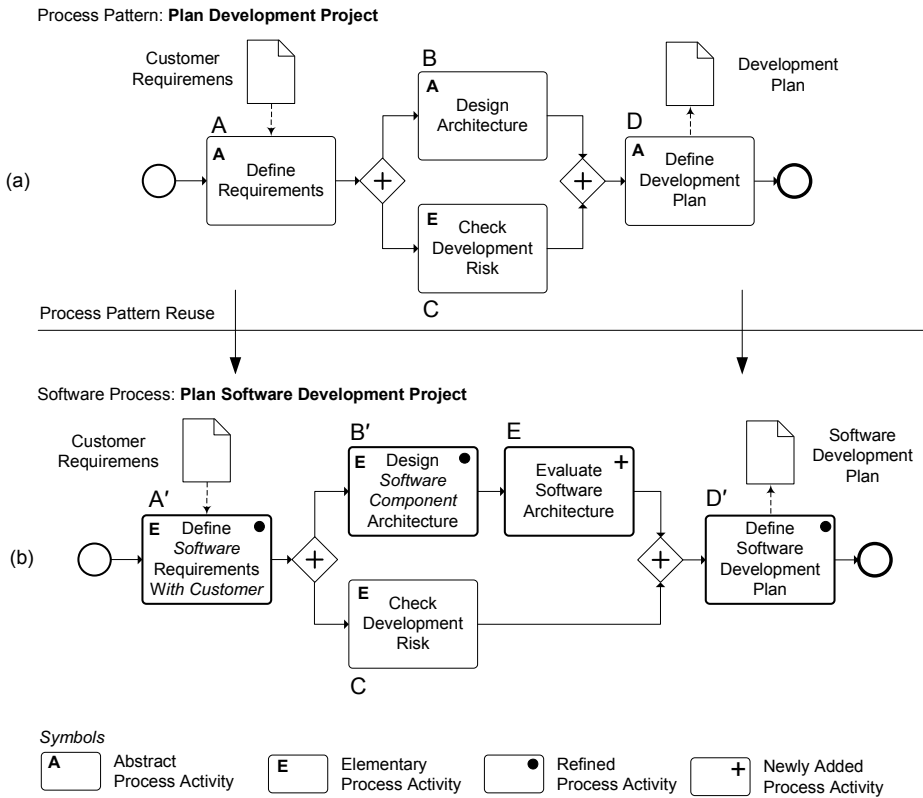 Process Pattern: Plan Development Project
Customer
Requiremens
Development
Plan
(a)
A
A
Define
Requirements
B
A
Design
Architecture
E
Check
Development
Risk
C
D
A
Define
Development
Plan
Process Pattern Reuse
Software Process: Plan Software Development Project
Customer
Requiremens
Software
Development
Plan
(b)
A'
E
Define
Software
Requirements
With Customer
B'
E
Design
Software
Component
Architecture
E
Evaluate
Software
Architecture
E
Check
Development
Risk
C
D'
Define
Software
Development
Plan
Symbols
A
Abstract
Process Activity
E
Elementary
Process Activity
Refined
Process Activity
Newly Added
Process Activity